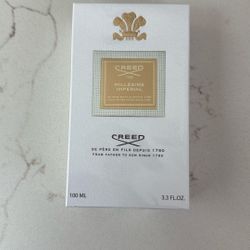 CREED
MILLESIME
IMPERIAL
CREED
DE PÈRE EN FILS DEPUIS 1760
FROM FATHER TO SON SINCE 1760
100 ML
3.3 FL.OZ.